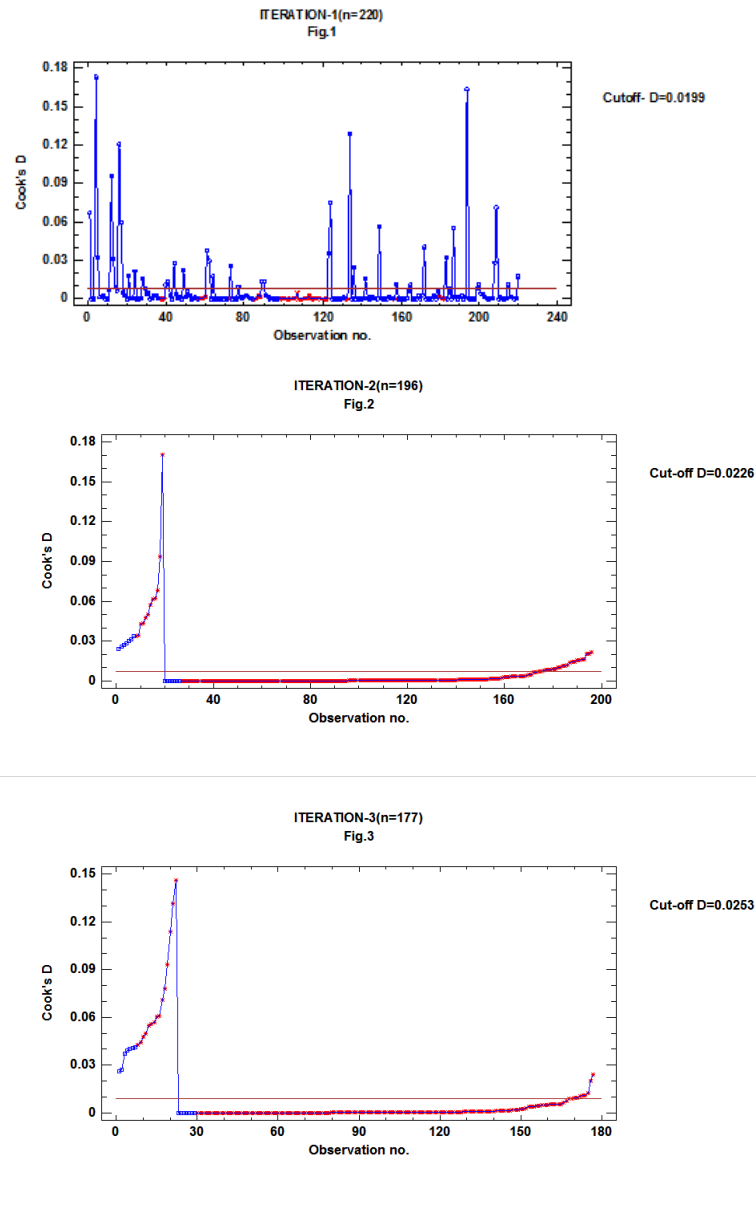 ITERATION-1(n=220)
Fig.1
0.18
0.15
0.12
0.09
0.06
0.03
0
Cook's D
Cutoff- D=0.0199
0 40 80 120 160 200 240
Observation no.
ITERATION-2(n=196)
Fig.2
0.18
0.15
0.12
0.09
0.06
0.03
0
Cook's D
Cut-off D=0.0226
0 40 80 120 160 200
Observation no.
ITERATION-3(n=177)
Fig.3
0.15
0.12
0.09
0.06
0.03
0
Cook's D
Cut-off D=0.0253
0 30 60 90 120 150 180
Observation no.